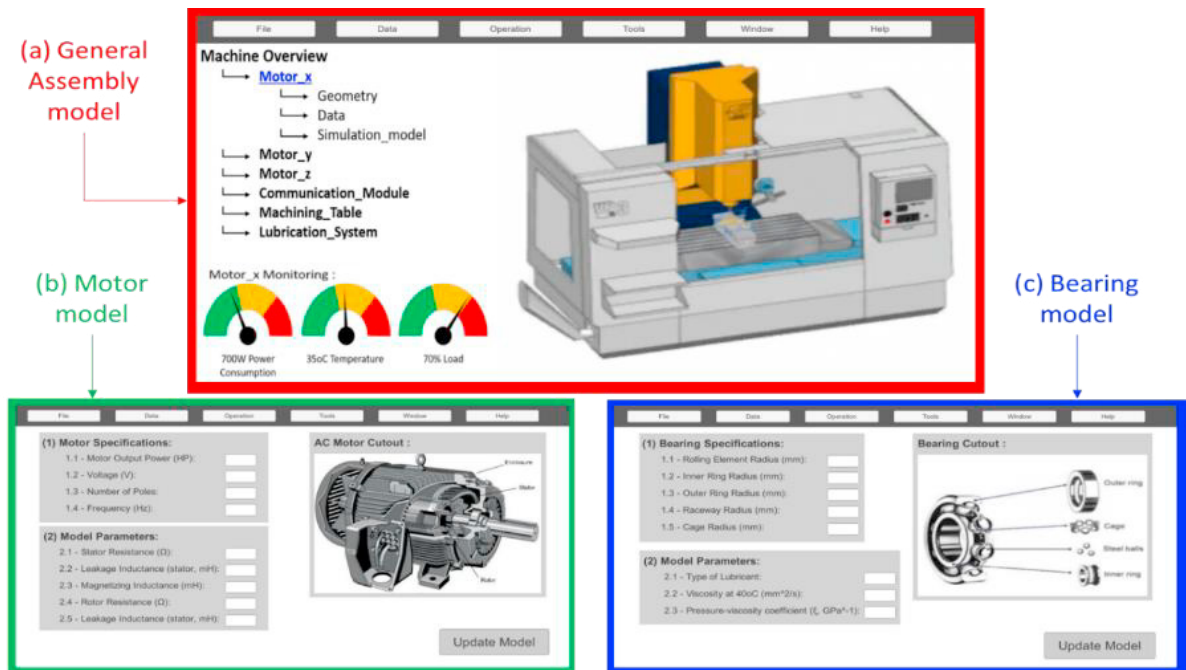 (a) General
Assembly
model
File Data Operation Tools Window Help
Machine Overview
Motor_x
Geometry
Data
Simulation_model
Motor_y
Motor_z
Communication_Module
Machining_Table
Lubrication_System
Motor_x Monitoring :
700W Power
Consumption
35oC Temperature
70% Load
(b) Motor
model
(c) Bearing
model
File Data Operation Tools Window Help
(1) Motor Specifications:
1.1 - Motor Output Power (HP):
1.2 - Voltage (V):
1.3 - Number of Poles:
1.4 - Frequency (Hz):
(2) Model Parameters:
2.1 - Stator Resistance (Ω):
2.2 - Leakage Inductance (stator, mH):
2.3 - Magnetizing Inductance (mH):
2.4 - Rotor Resistance (Ω):
2.5 - Leakage Inductance (stator, mH):
AC Motor Cutout :
Enclosure
Stator
Rotor
Update Model
File Data Operation Tools Window Help
(1) Bearing Specifications:
1.1 - Rolling Element Radius (mm):
1.2 - Inner Ring Radius (mm):
1.3 - Outer Ring Radius (mm):
1.4 - Raceway Radius (mm):
1.5 - Cage Radius (mm):
(2) Model Parameters:
2.1 - Type of Lubricant:
2.2 - Viscosity at 40oC (mm^2/s):
2.3 - Pressure-viscosity coefficient (ξ, GPa^-1):
Bearing Cutout :
Outer ring
Cage
Steel balls
Inner ring
Update Model